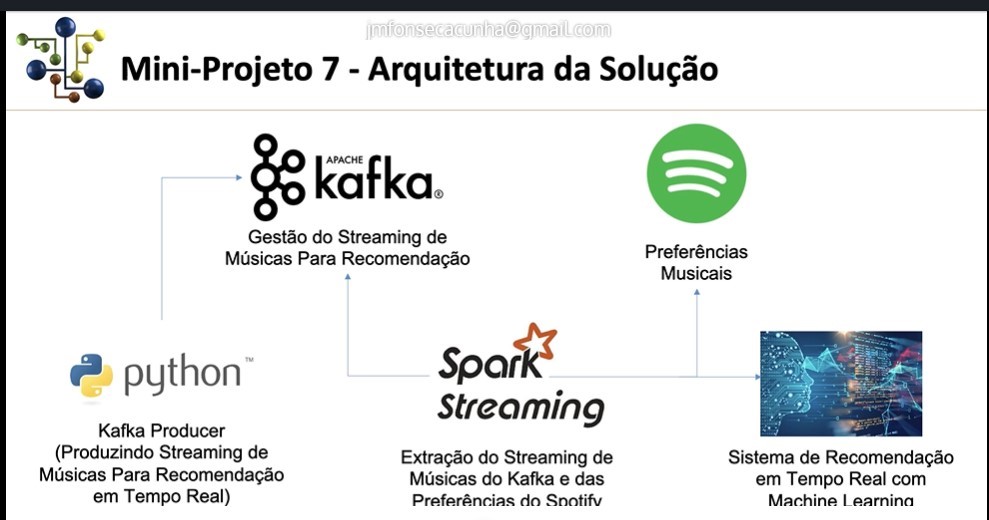 jmfonsecacunha@gmail.com
Mini-Projeto 7 - Arquitetura da Solução
APACHE
kafka®
Gestão do Streaming de
Músicas Para Recomendação
Preferências
Musicais
python™
Kafka Producer
(Produzindo Streaming de
Músicas Para Recomendação
em Tempo Real)
Spark
Streaming
Extração do Streaming de
Músicas do Kafka e das
Preferências do Spotify
Sistema de Recomendação
em Tempo Real com
Machine Learning